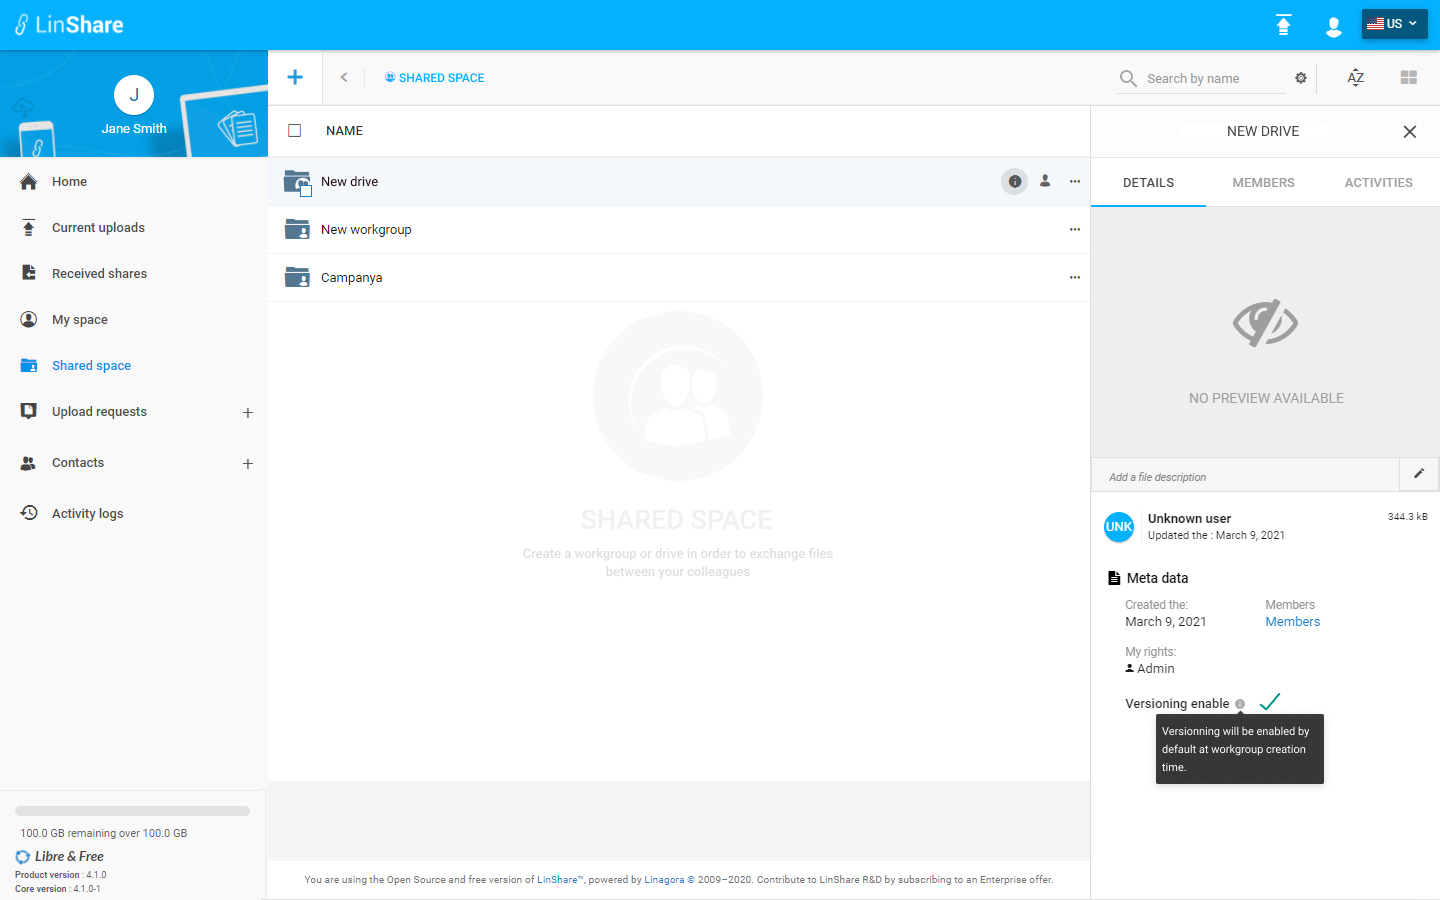 LinShare
US
J
Jane Smith
SHARED SPACE
Search by name
AZ
Home
Current uploads
Received shares
My space
Shared space
Upload requests
Contacts
Activity logs
100.0 GB remaining over 100.0 GB
Libre & Free
Product version : 4.1.0
Core version : 4.1.0-1
NAME
New drive
New workgroup
Campanya
SHARED SPACE
Create a workgroup or drive in order to exchange files
between your colleagues
You are using the Open Source and free version of LinShare™, powered by Linagora © 2009–2020. Contribute to LinShare R&D by subscribing to an Enterprise offer.
NEW DRIVE
DETAILS MEMBERS ACTIVITIES
NO PREVIEW AVAILABLE
Add a file description
UNK
Unknown user
344.3 kB
Updated the : March 9, 2021
Meta data
Created the: Members
March 9, 2021 Members
My rights:
Admin
Versioning enable
Versionning will be enabled by
default at workgroup creation
time.